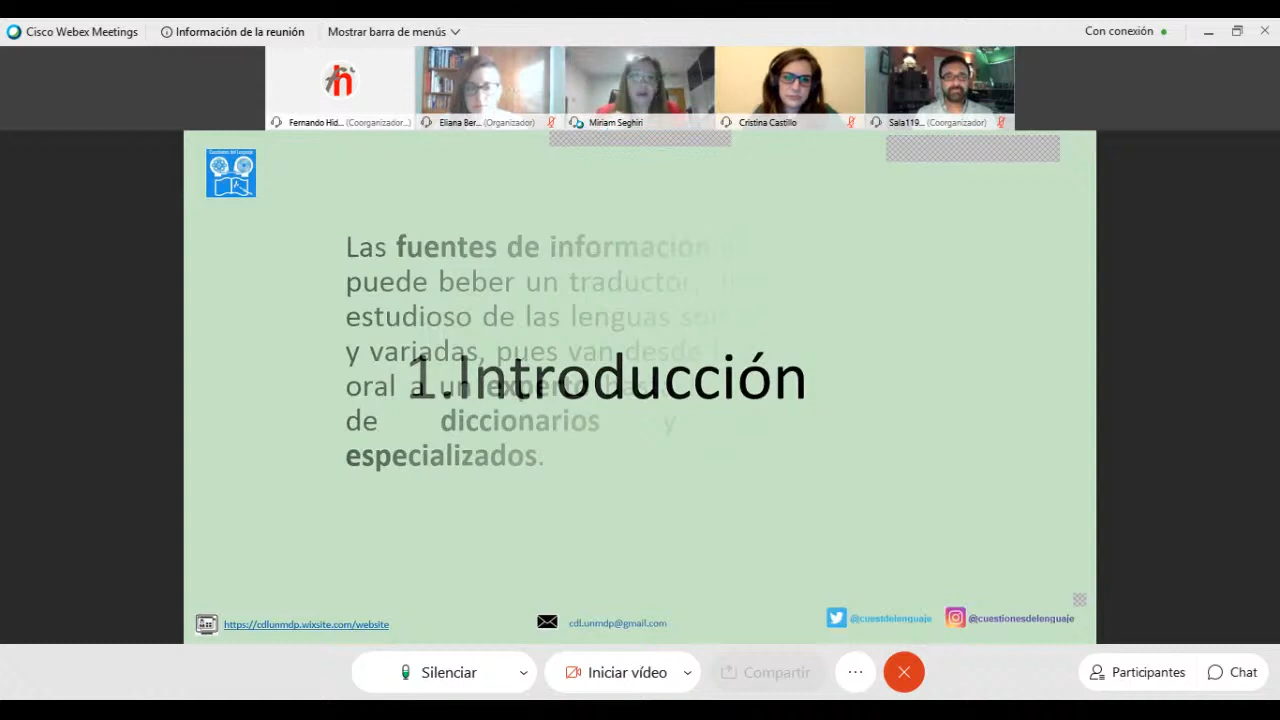 Cisco Webex Meetings
Información de la reunión
Mostrar barra de menús
Con conexión
Fernando Hid... (Coorganizador...)
Eliana Ber... (Organizador)
Miriam Seghiri
Cristina Castillo
Sala119... (Coorganizador)
Las fuentes de información
puede beber un traductor,
estudioso de las lenguas
y variadas, pues van desde
oral a un experto
de diccionarios y
especializados.
1.Introducción
https://cdlunmdp.wixsite.com/website
cdl.unmdp@gmail.com
@cuestdelenguaje
@cuestionesdelenguaje
Silenciar
Iniciar vídeo
Compartir
Participantes
Chat